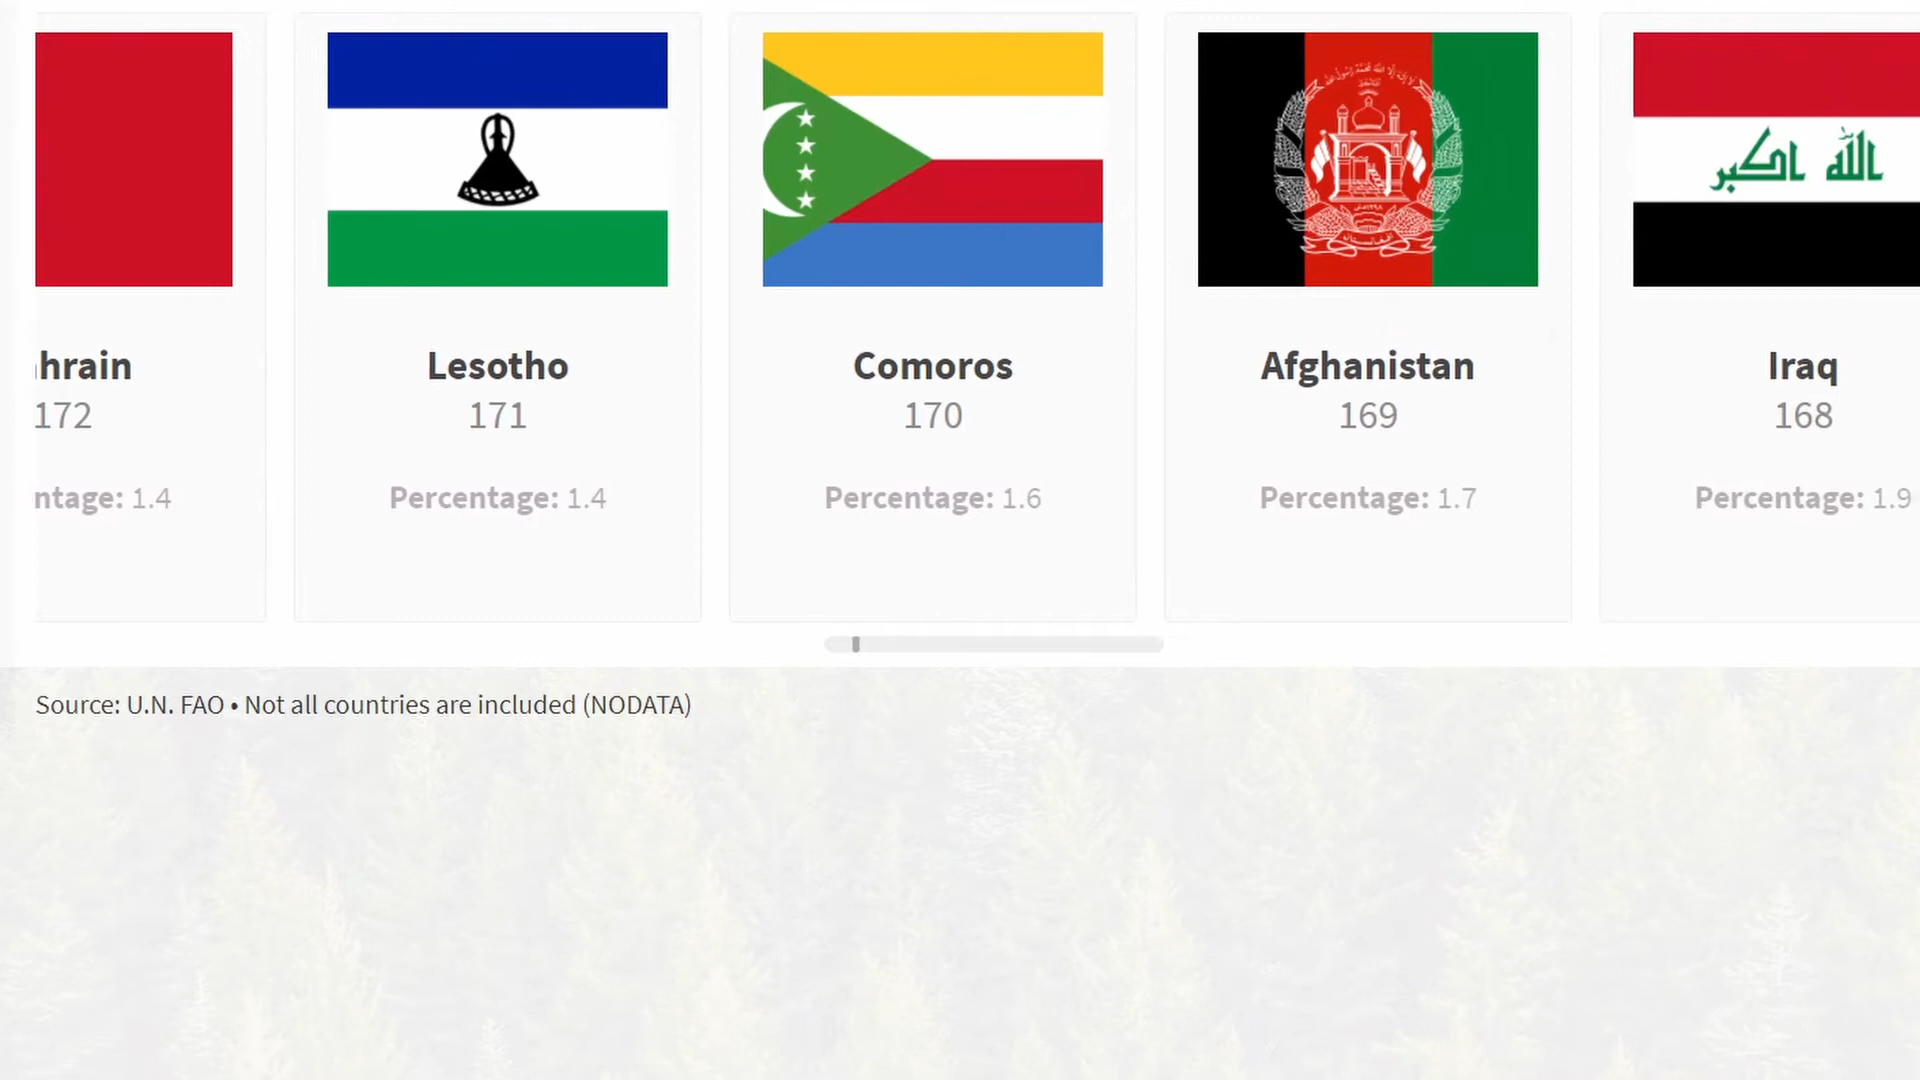 الله اكبر
hrain
172
ntage: 1.4
Lesotho
171
Percentage: 1.4
Comoros
170
Percentage: 1.6
Afghanistan
169
Percentage: 1.7
Iraq
168
Percentage: 1.9
Source: U.N. FAO • Not all countries are included (NODATA)